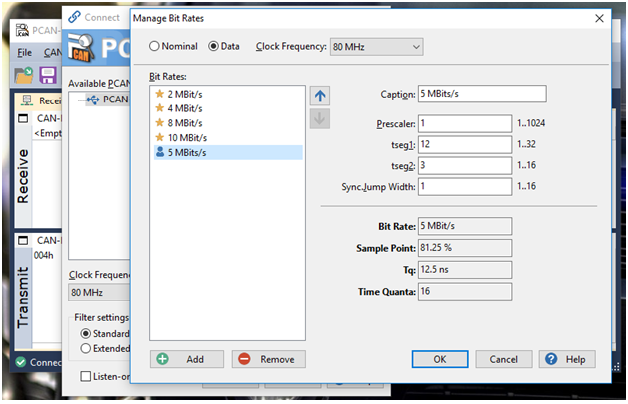 PCAN-
File CAN
Receive
Transmit
Recei
CAN-I
<Empt
CAN-I
004h
Connec
Connect
PC
CAN
Available PCAN
PCAN
Clock Frequenc
80 MHz
Filter settings
Standard
Extended
Listen-on
Manage Bit Rates
Nominal Data Clock Frequency: 80 MHz
Bit Rates:
2 MBit/s
4 MBit/s
8 MBit/s
10 MBit/s
5 MBits/s
Caption: 5 MBits/s
Prescaler: 1 1..1024
tseg1: 12 1..32
tseg2: 3 1..16
Sync.Jump Width: 1 1..16
Bit Rate: 5 MBit/s
Sample Point: 81.25 %
Tq: 12.5 ns
Time Quanta: 16
Add Remove OK Cancel Help